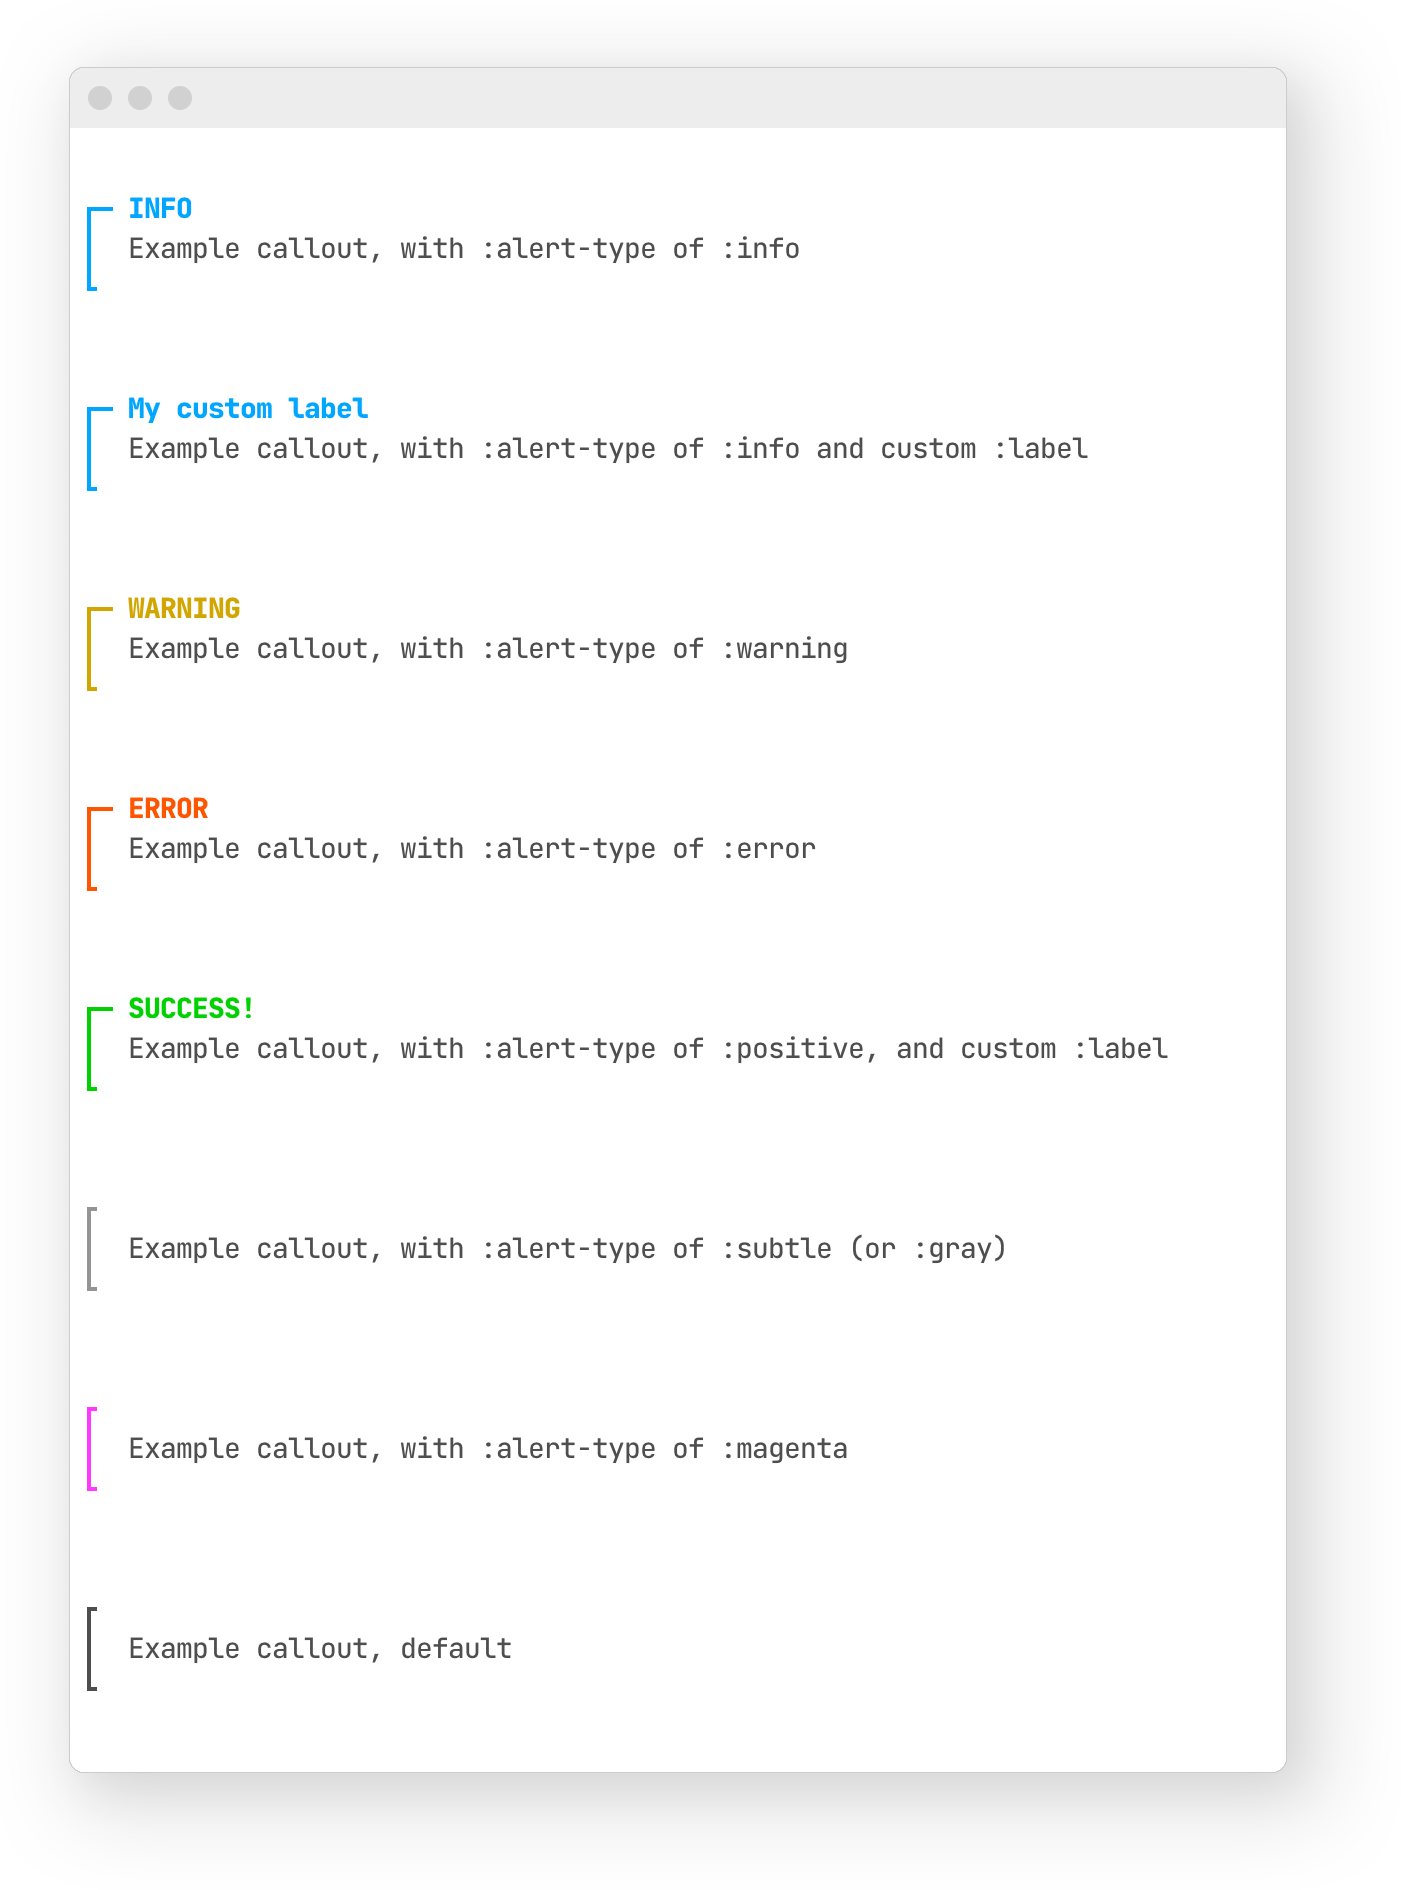 INFO
Example callout, with :alert-type of :info
My custom label
Example callout, with :alert-type of :info and custom :label
WARNING
Example callout, with :alert-type of :warning
ERROR
Example callout, with :alert-type of :error
SUCCESS!
Example callout, with :alert-type of :positive, and custom :label
Example callout, with :alert-type of :subtle (or :gray)
Example callout, with :alert-type of :magenta
Example callout, default